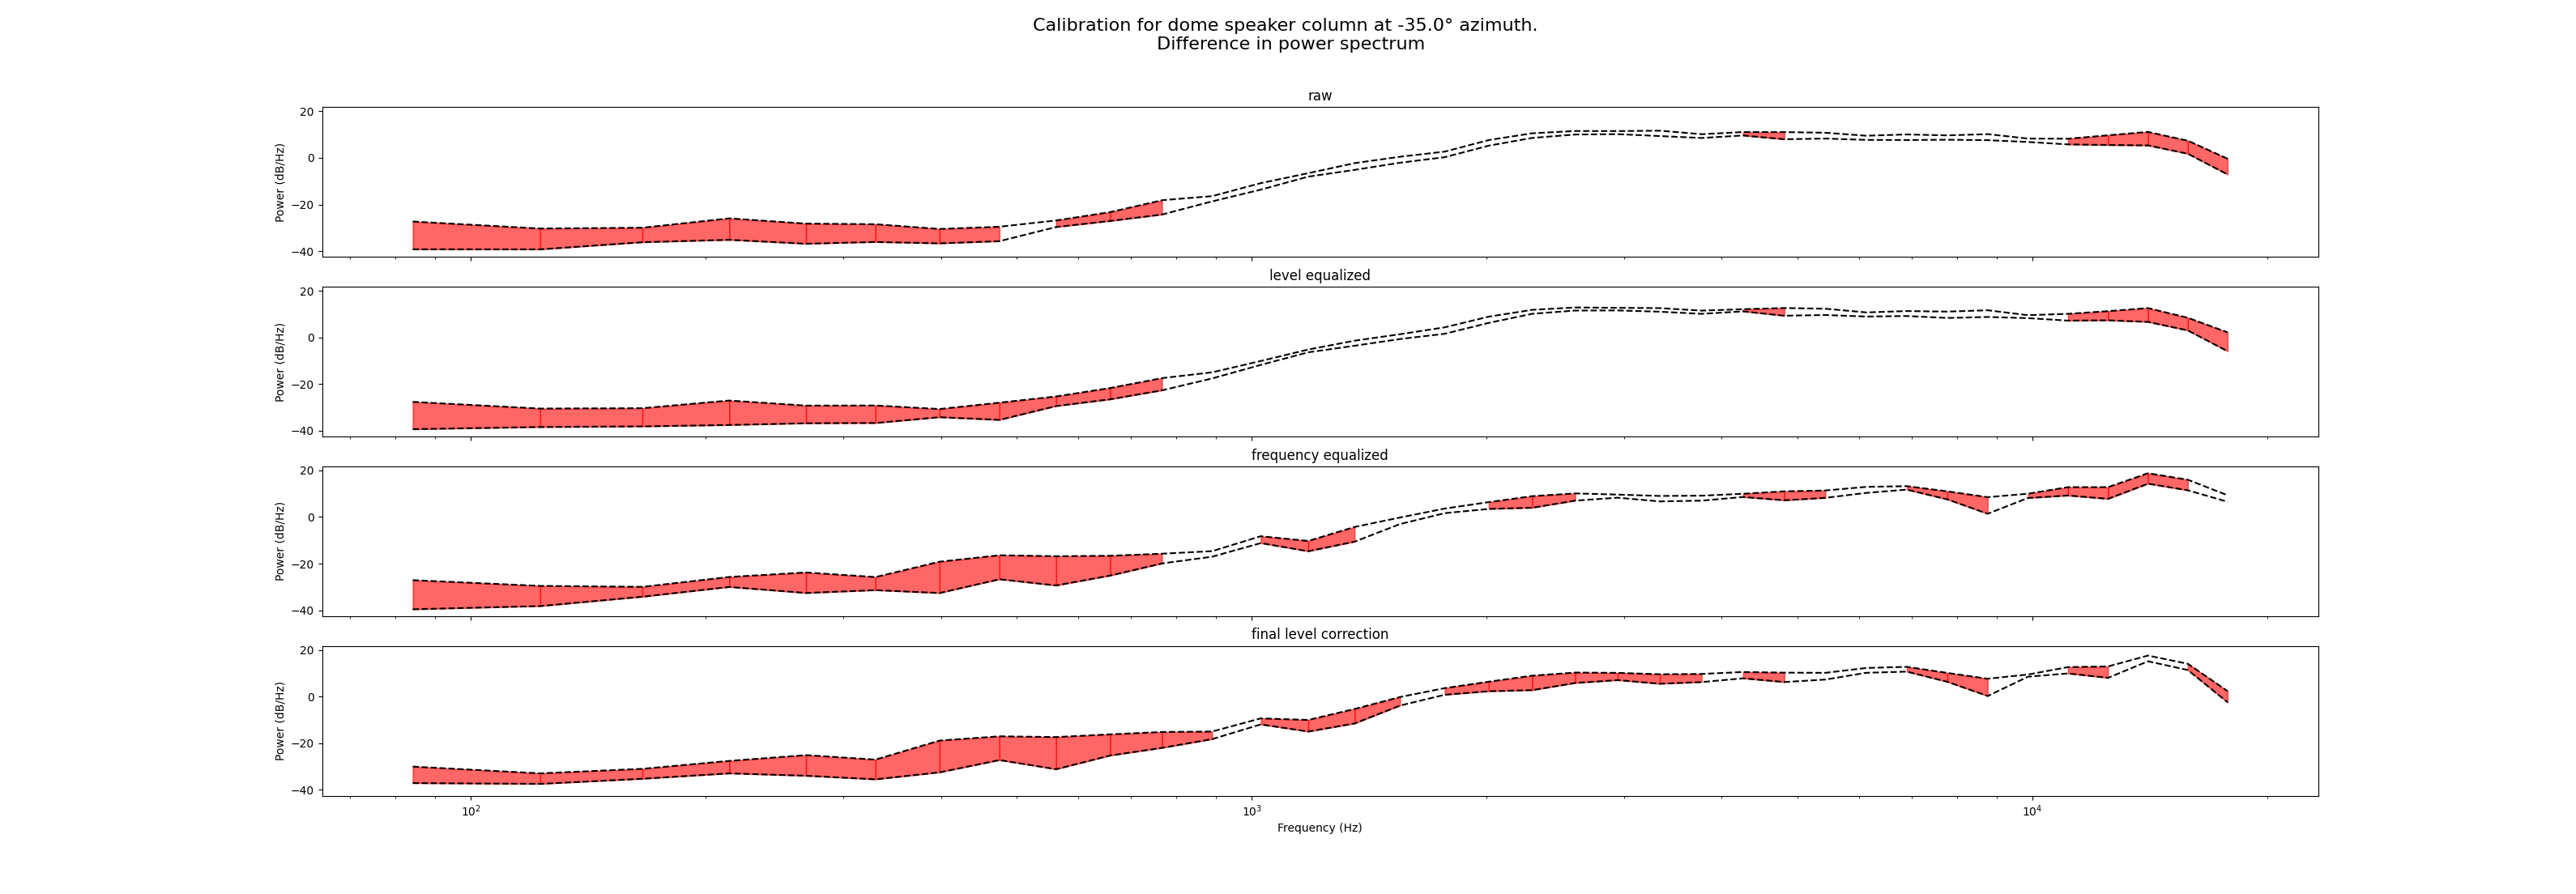 Calibration for dome speaker column at -35.0° azimuth.
Difference in power spectrum
raw
20
0
−20
−40
Power (dB/Hz)
level equalized
20
0
−20
−40
Power (dB/Hz)
frequency equalized
20
0
−20
−40
Power (dB/Hz)
final level correction
20
0
−20
−40
Power (dB/Hz)
10² 10³ 10⁴
Frequency (Hz)